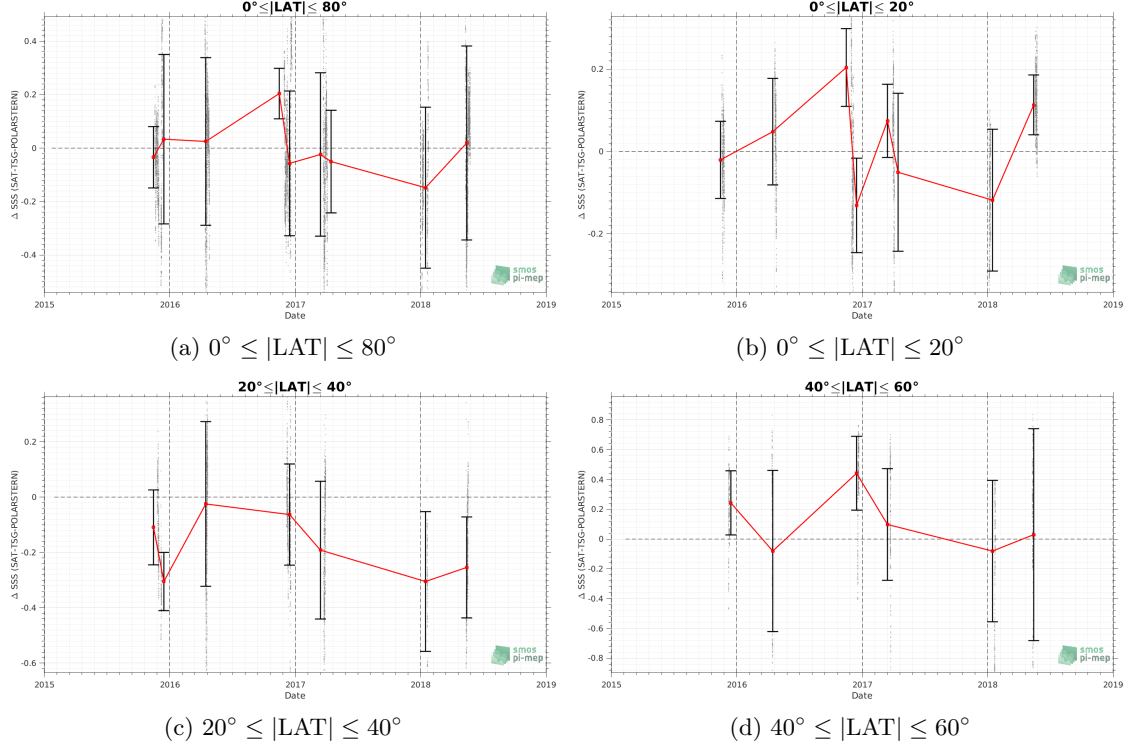 0°≤|LAT|≤ 80°
Δ SSS (SAT-TSG-POLARSTERN)
0.4
0.2
0
-0.2
-0.4
2015 2016 2017 2018 2019
Date
smos
pi-mep
(a) 0° ≤ |LAT| ≤ 80°
0°≤|LAT|≤ 20°
Δ SSS (SAT-TSG-POLARSTERN)
0.2
0
-0.2
2015 2016 2017 2018 2019
Date
smos
pi-mep
(b) 0° ≤ |LAT| ≤ 20°
20°≤|LAT|≤ 40°
Δ SSS (SAT-TSG-POLARSTERN)
0.2
0
-0.2
-0.4
-0.6
2015 2016 2017 2018 2019
Date
smos
pi-mep
(c) 20° ≤ |LAT| ≤ 40°
40°≤|LAT|≤ 60°
Δ SSS (SAT-TSG-POLARSTERN)
0.8
0.6
0.4
0.2
0
-0.2
-0.4
-0.6
-0.8
2015 2016 2017 2018 2019
Date
smos
pi-mep
(d) 40° ≤ |LAT| ≤ 60°